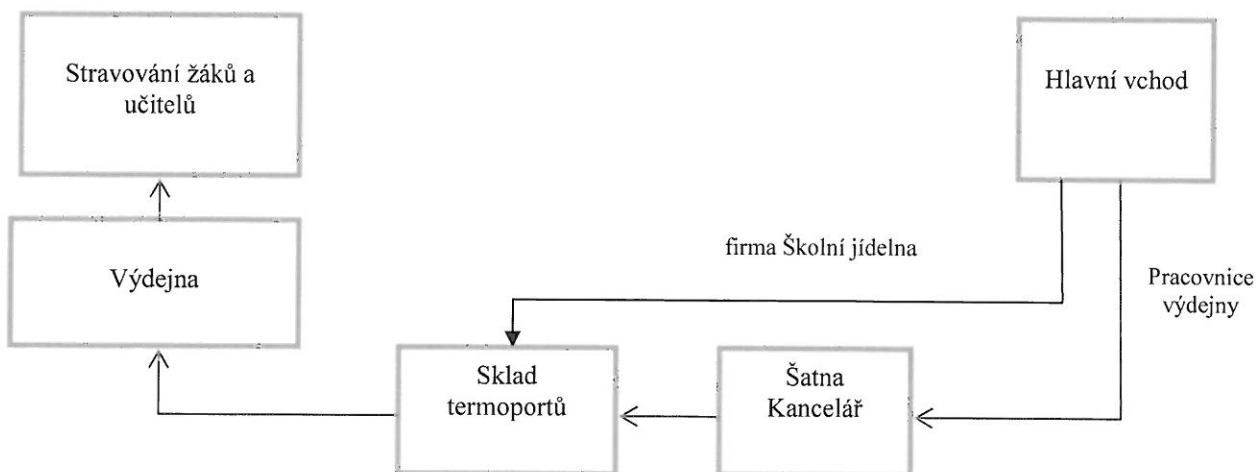 Stravování žáků a
učitelů
Hlavní vchod
Výdejna
firma Školní jídelna
Pracovnice
výdejny
Sklad
termoportů
Šatna
Kancelář